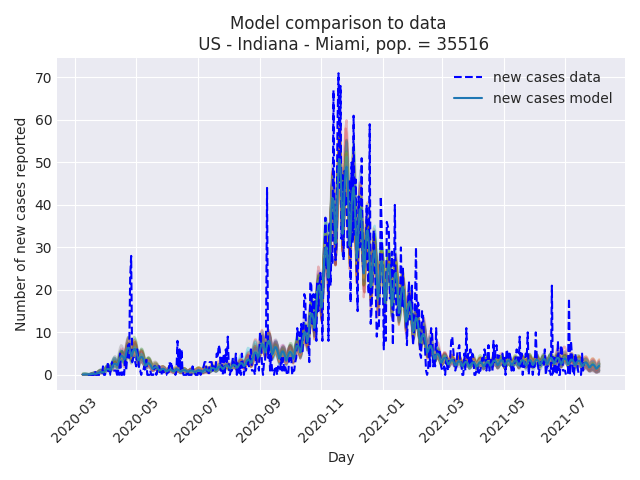 Model comparison to data
US - Indiana - Miami, pop. = 35516
new cases data
new cases model
Number of new cases reported
70
60
50
40
30
20
10
0
2020-03
2020-05
2020-07
2020-09
2020-11
2021-01
2021-03
2021-05
2021-07
Day